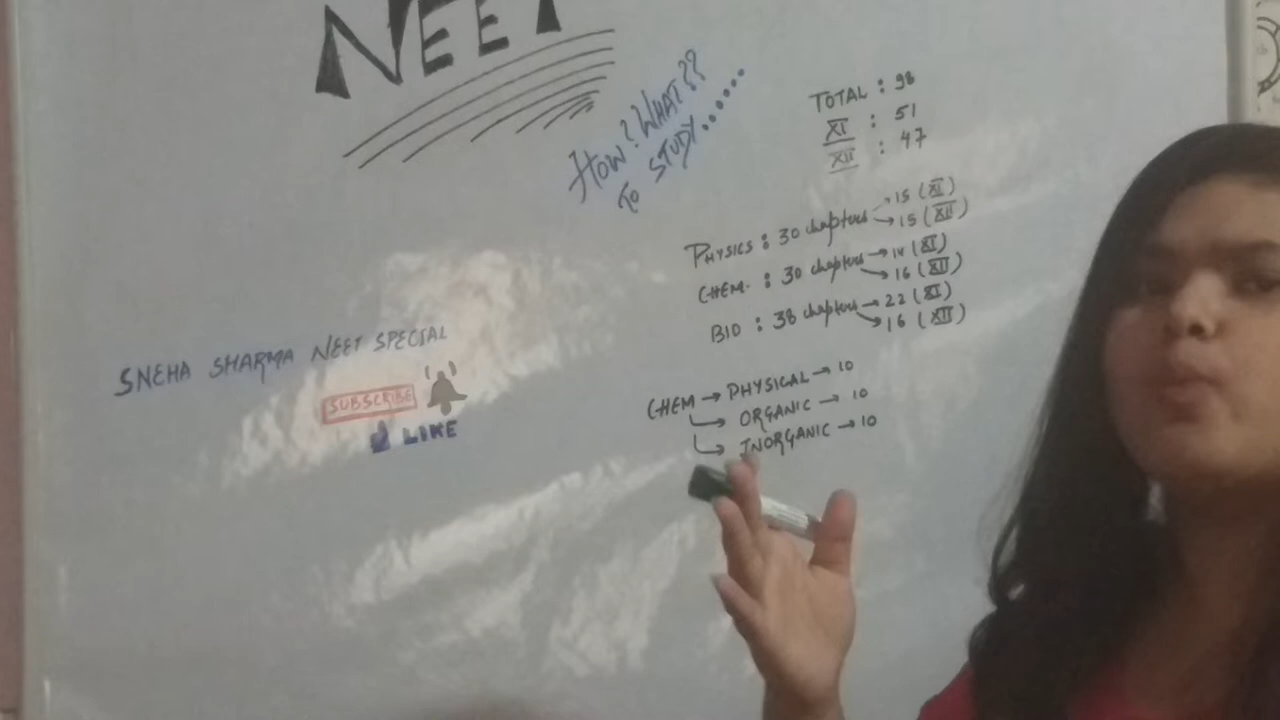 NEET
HOW? WHAT??
TO STUDY......
TOTAL : 98
XI : 51
XII : 47
PHYSICS : 30 chapters → 15 (XI)
→ 15 (XII)
CHEM. : 30 chapters → 14 (XI)
→ 16 (XII)
BIO : 38 chapters → 22 (XI)
→ 16 (XII)
SNEHA SHARMA NEET SPECIAL
SUBSCRIBE
LIKE
CHEM → PHYSICAL → 10
→ ORGANIC → 10
→ INORGANIC → 10